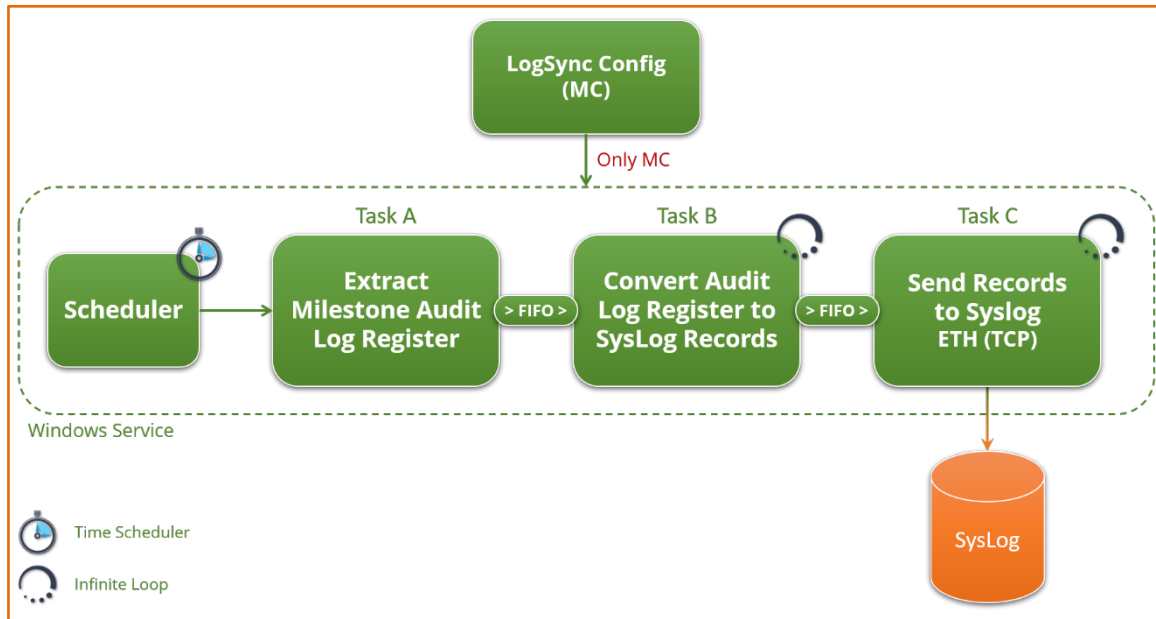 LogSync Config
(MC)
Only MC
Task A
Task B
Task C
Scheduler
Extract
Milestone Audit
Log Register
> FIFO >
Convert Audit
Log Register to
SysLog Records
> FIFO >
Send Records
to Syslog
ETH (TCP)
Windows Service
SysLog
Time Scheduler
Infinite Loop